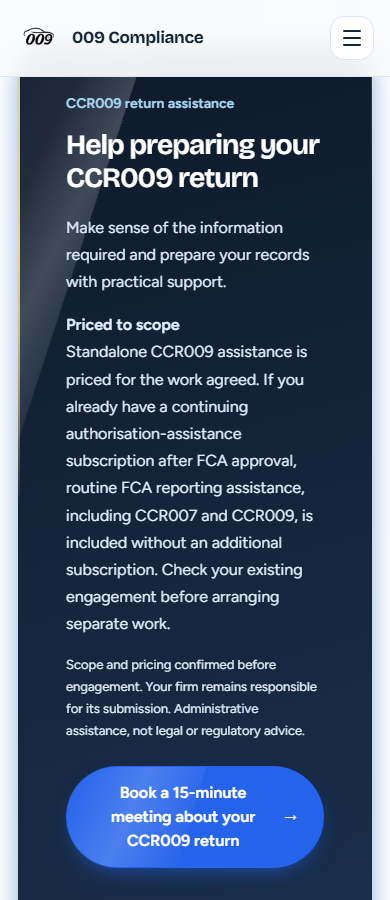 009 009 Compliance
CCR009 return assistance
Help preparing your
CCR009 return
Make sense of the information
required and prepare your records
with practical support.
Priced to scope
Standalone CCR009 assistance is
priced for the work agreed. If you
already have a continuing
authorisation-assistance
subscription after FCA approval,
routine FCA reporting assistance,
including CCR007 and CCR009, is
included without an additional
subscription. Check your existing
engagement before arranging
separate work.
Scope and pricing confirmed before
engagement. Your firm remains responsible
for its submission. Administrative
assistance, not legal or regulatory advice.
Book a 15-minute
meeting about your →
CCR009 return